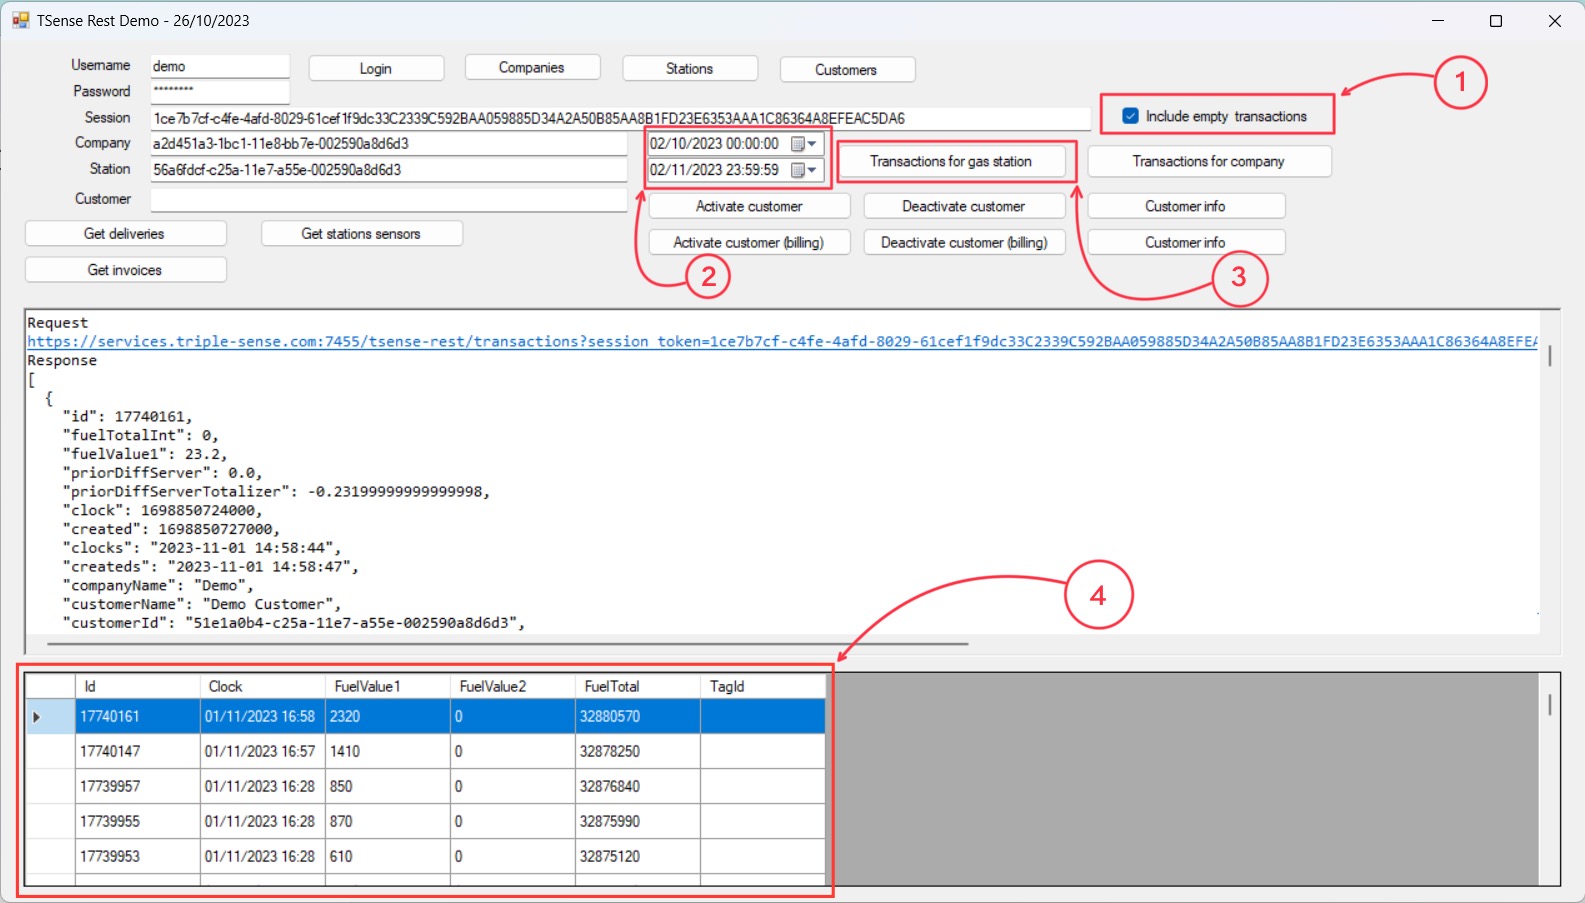 TSense Rest Demo - 26/10/2023
Username demo Login Companies Stations Customers
Password ********
Session 1ce7b7cf-c4fe-4afd-8029-61cef1f9dc33C2339C592BAA059885D34A2A50B85AA8B1FD23E6353AAA1C86364A8EFEAC5DA6 Include empty transactions 1
Company a2d451a3-1bc1-11e8-bb7e-002590a8d6d3 02/10/2023 00:00:00
Station 56a6fdcf-c25a-11e7-a55e-002590a8d6d3 02/11/2023 23:59:59 Transactions for gas station Transactions for company
Customer Activate customer Deactivate customer Customer info
Get deliveries Get stations sensors Activate customer (billing) Deactivate customer (billing) Customer info
Get invoices 2 3
Request
https://services.triple-sense.com:7455/tsense-rest/transactions?session_token=1ce7b7cf-c4fe-4afd-8029-61cef1f9dc33C2339C592BAA059885D34A2A50B85AA8B1FD23E6353AAA1C86364A8EFEA
Response
[
{
"id": 17740161,
"fuelTotalInt": 0,
"fuelValue1": 23.2,
"priorDiffServer": 0.0,
"priorDiffServerTotalizer": -0.23199999999999998,
"clock": 1698850724000,
"created": 1698850727000,
"clocks": "2023-11-01 14:58:44",
"createds": "2023-11-01 14:58:47",
"companyName": "Demo",
"customerName": "Demo Customer",
"customerId": "51e1a0b4-c25a-11e7-a55e-002590a8d6d3",
4
Id Clock FuelValue1 FuelValue2 FuelTotal TagId
17740161 01/11/2023 16:58 2320 0 32880570
17740147 01/11/2023 16:57 1410 0 32878250
17739957 01/11/2023 16:28 850 0 32876840
17739955 01/11/2023 16:28 870 0 32875990
17739953 01/11/2023 16:28 610 0 32875120